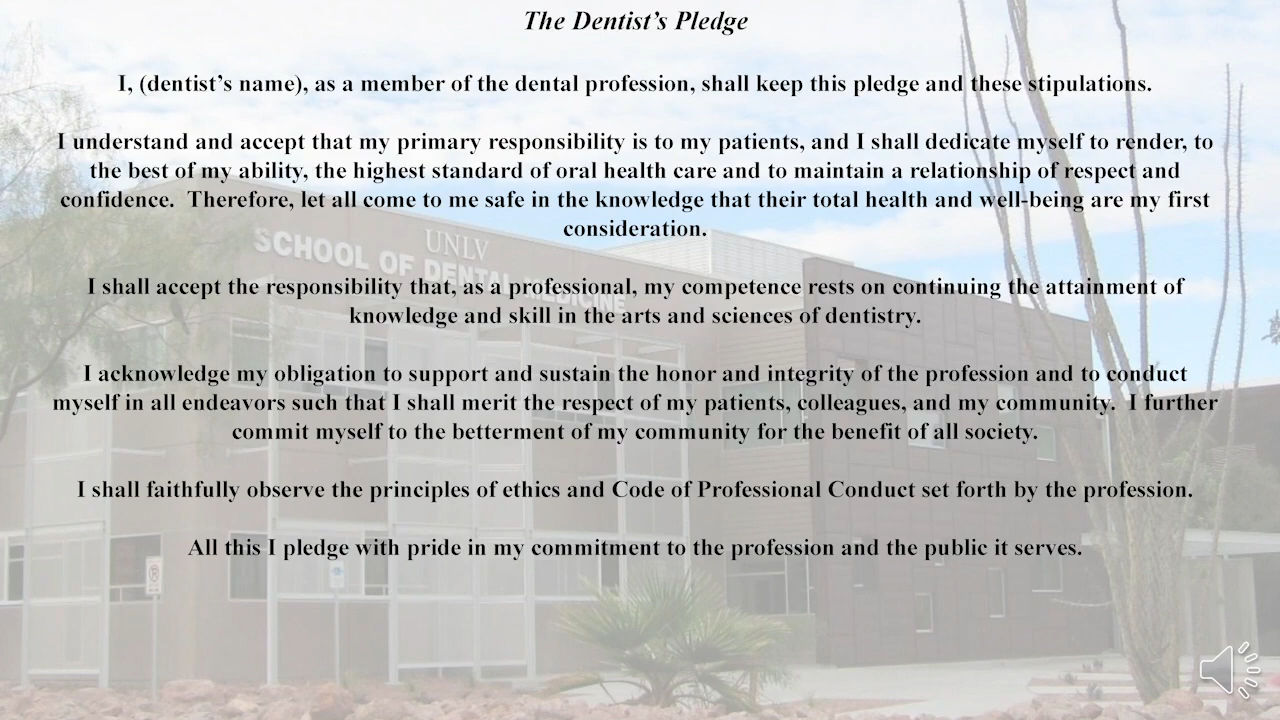 The Dentist’s Pledge
I, (dentist’s name), as a member of the dental profession, shall keep this pledge and these stipulations.
I understand and accept that my primary responsibility is to my patients, and I shall dedicate myself to render, to
the best of my ability, the highest standard of oral health care and to maintain a relationship of respect and
confidence.  Therefore, let all come to me safe in the knowledge that their total health and well-being are my first
consideration.
UNLV
SCHOOL OF DENTAL MEDICINE
I shall accept the responsibility that, as a professional, my competence rests on continuing the attainment of
knowledge and skill in the arts and sciences of dentistry.
I acknowledge my obligation to support and sustain the honor and integrity of the profession and to conduct
myself in all endeavors such that I shall merit the respect of my patients, colleagues, and my community.  I further
commit myself to the betterment of my community for the benefit of all society.
I shall faithfully observe the principles of ethics and Code of Professional Conduct set forth by the profession.
All this I pledge with pride in my commitment to the profession and the public it serves.